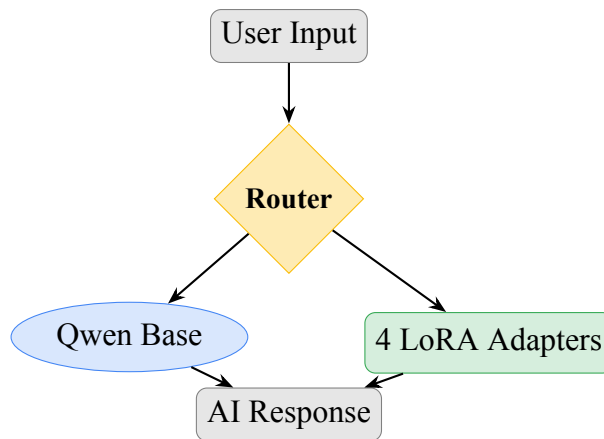 User Input
Router
Qwen Base
4 LoRA Adapters
AI Response